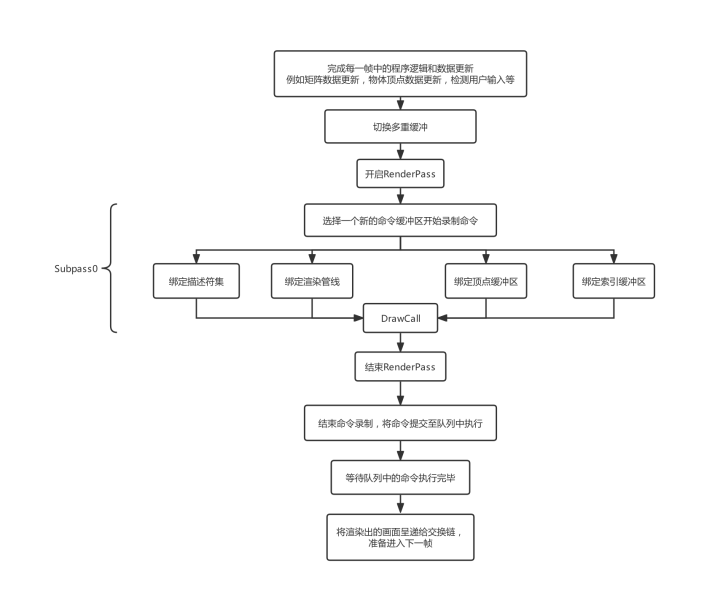 完成每一帧中的程序逻辑和数据更新
例如矩阵数据更新，物体顶点数据更新，检测用户输入等
切换多重缓冲
开启RenderPass
选择一个新的命令缓冲区开始录制命令
Subpass0
绑定描述符集
绑定渲染管线
绑定顶点缓冲区
绑定索引缓冲区
DrawCall
结束RenderPass
结束命令录制，将命令提交至队列中执行
等待队列中的命令执行完毕
将渲染出的画面呈递给交换链，
准备进入下一帧